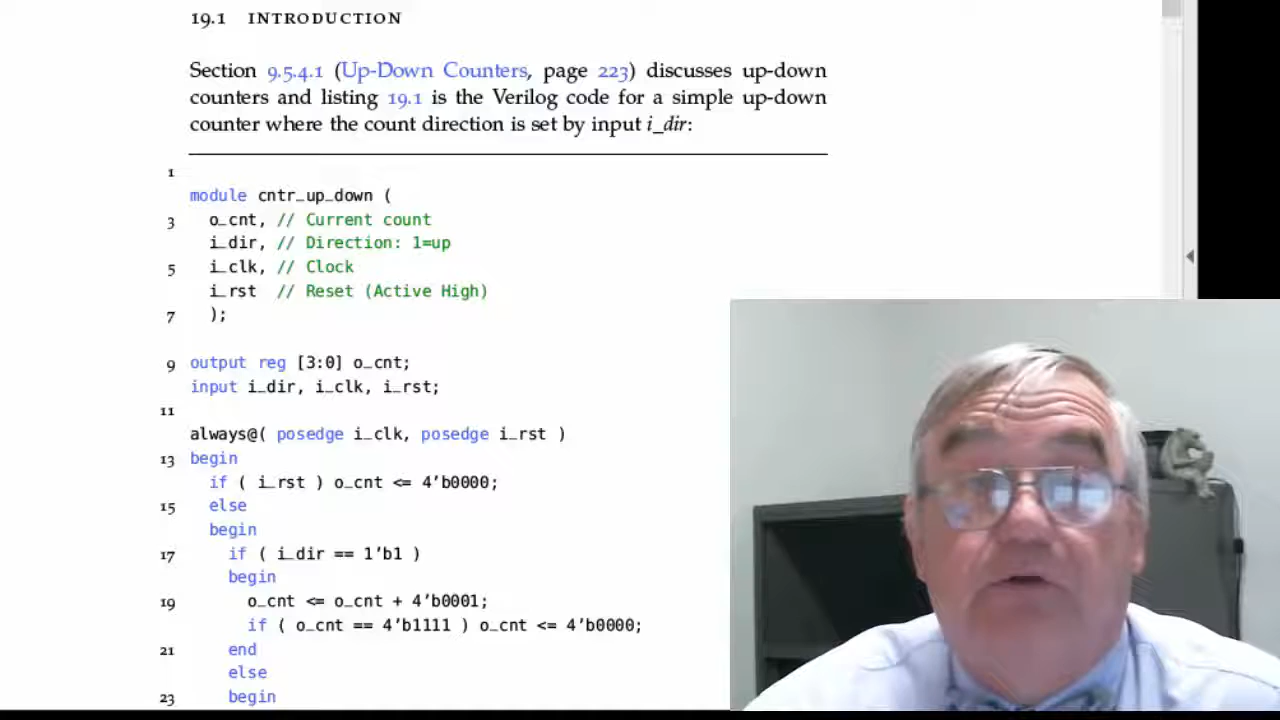 19.1 INTRODUCTION
Section 9.5.4.1 (Up-Down Counters, page 223) discusses up-down
counters and listing 19.1 is the Verilog code for a simple up-down
counter where the count direction is set by input i_dir:
1
module cntr_up_down (
3 o_cnt, // Current count
i_dir, // Direction: 1=up
5 i_clk, // Clock
i_rst // Reset (Active High)
7 );
9 output reg [3:0] o_cnt;
input i_dir, i_clk, i_rst;
11
always@( posedge i_clk, posedge i_rst )
13 begin
if ( i_rst ) o_cnt <= 4'b0000;
15 else
begin
17 if ( i_dir == 1'b1 )
begin
19 o_cnt <= o_cnt + 4'b0001;
if ( o_cnt == 4'b1111 ) o_cnt <= 4'b0000;
21 end
else
23 begin